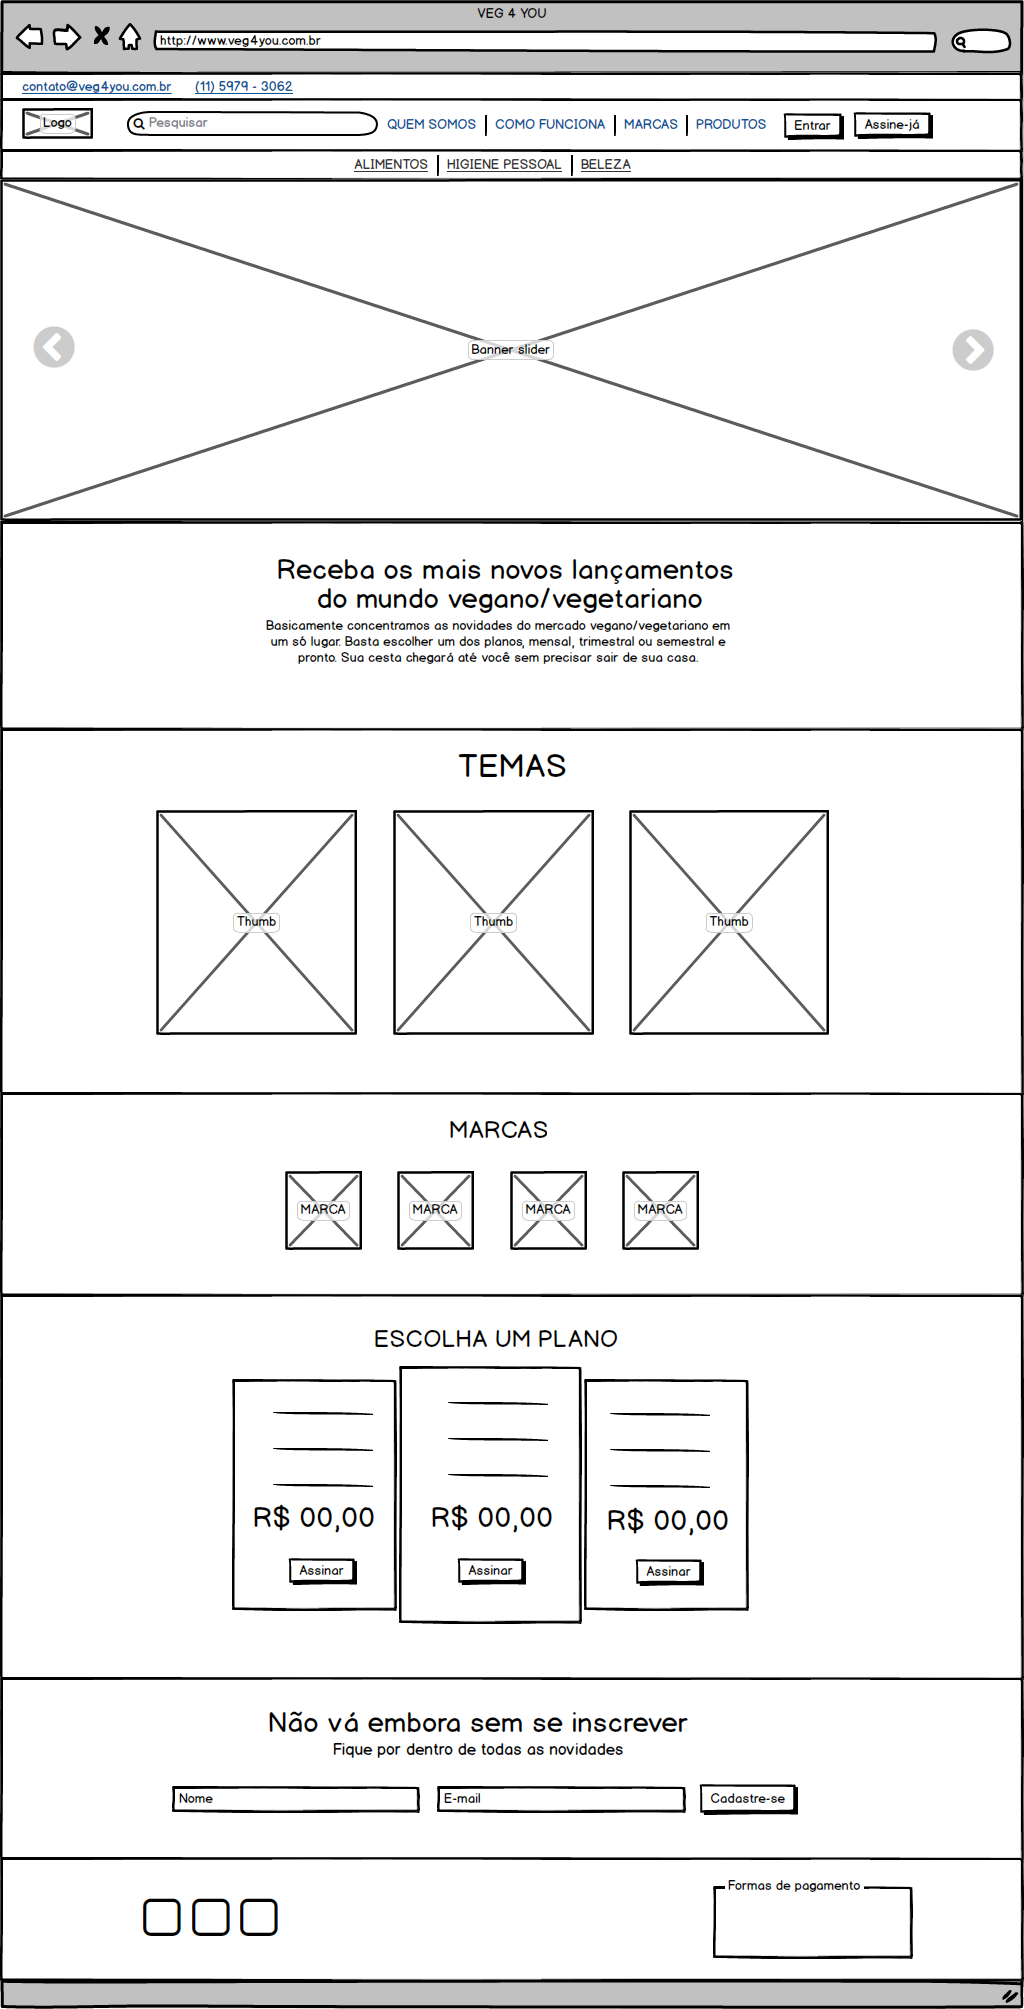 VEG 4 YOU
http://www.veg4you.com.br
contato@veg4you.com.br (11) 5979 - 3062
Logo Pesquisar QUEM SOMOS COMO FUNCIONA MARCAS PRODUTOS Entrar Assine-já
ALIMENTOS HIGIENE PESSOAL BELEZA
Banner slider
Receba os mais novos lançamentos
do mundo vegano/vegetariano
Basicamente concentramos as novidades do mercado vegano/vegetariano em
um só lugar. Basta escolher um dos planos, mensal, trimestral ou semestral e
pronto. Sua cesta chegará até você sem precisar sair de sua casa.
TEMAS
Thumb Thumb Thumb
MARCAS
MARCA MARCA MARCA MARCA
ESCOLHA UM PLANO
R$ 00,00 R$ 00,00 R$ 00,00
Assinar Assinar Assinar
Não vá embora sem se inscrever
Fique por dentro de todas as novidades
Nome E-mail Cadastre-se
Formas de pagamento